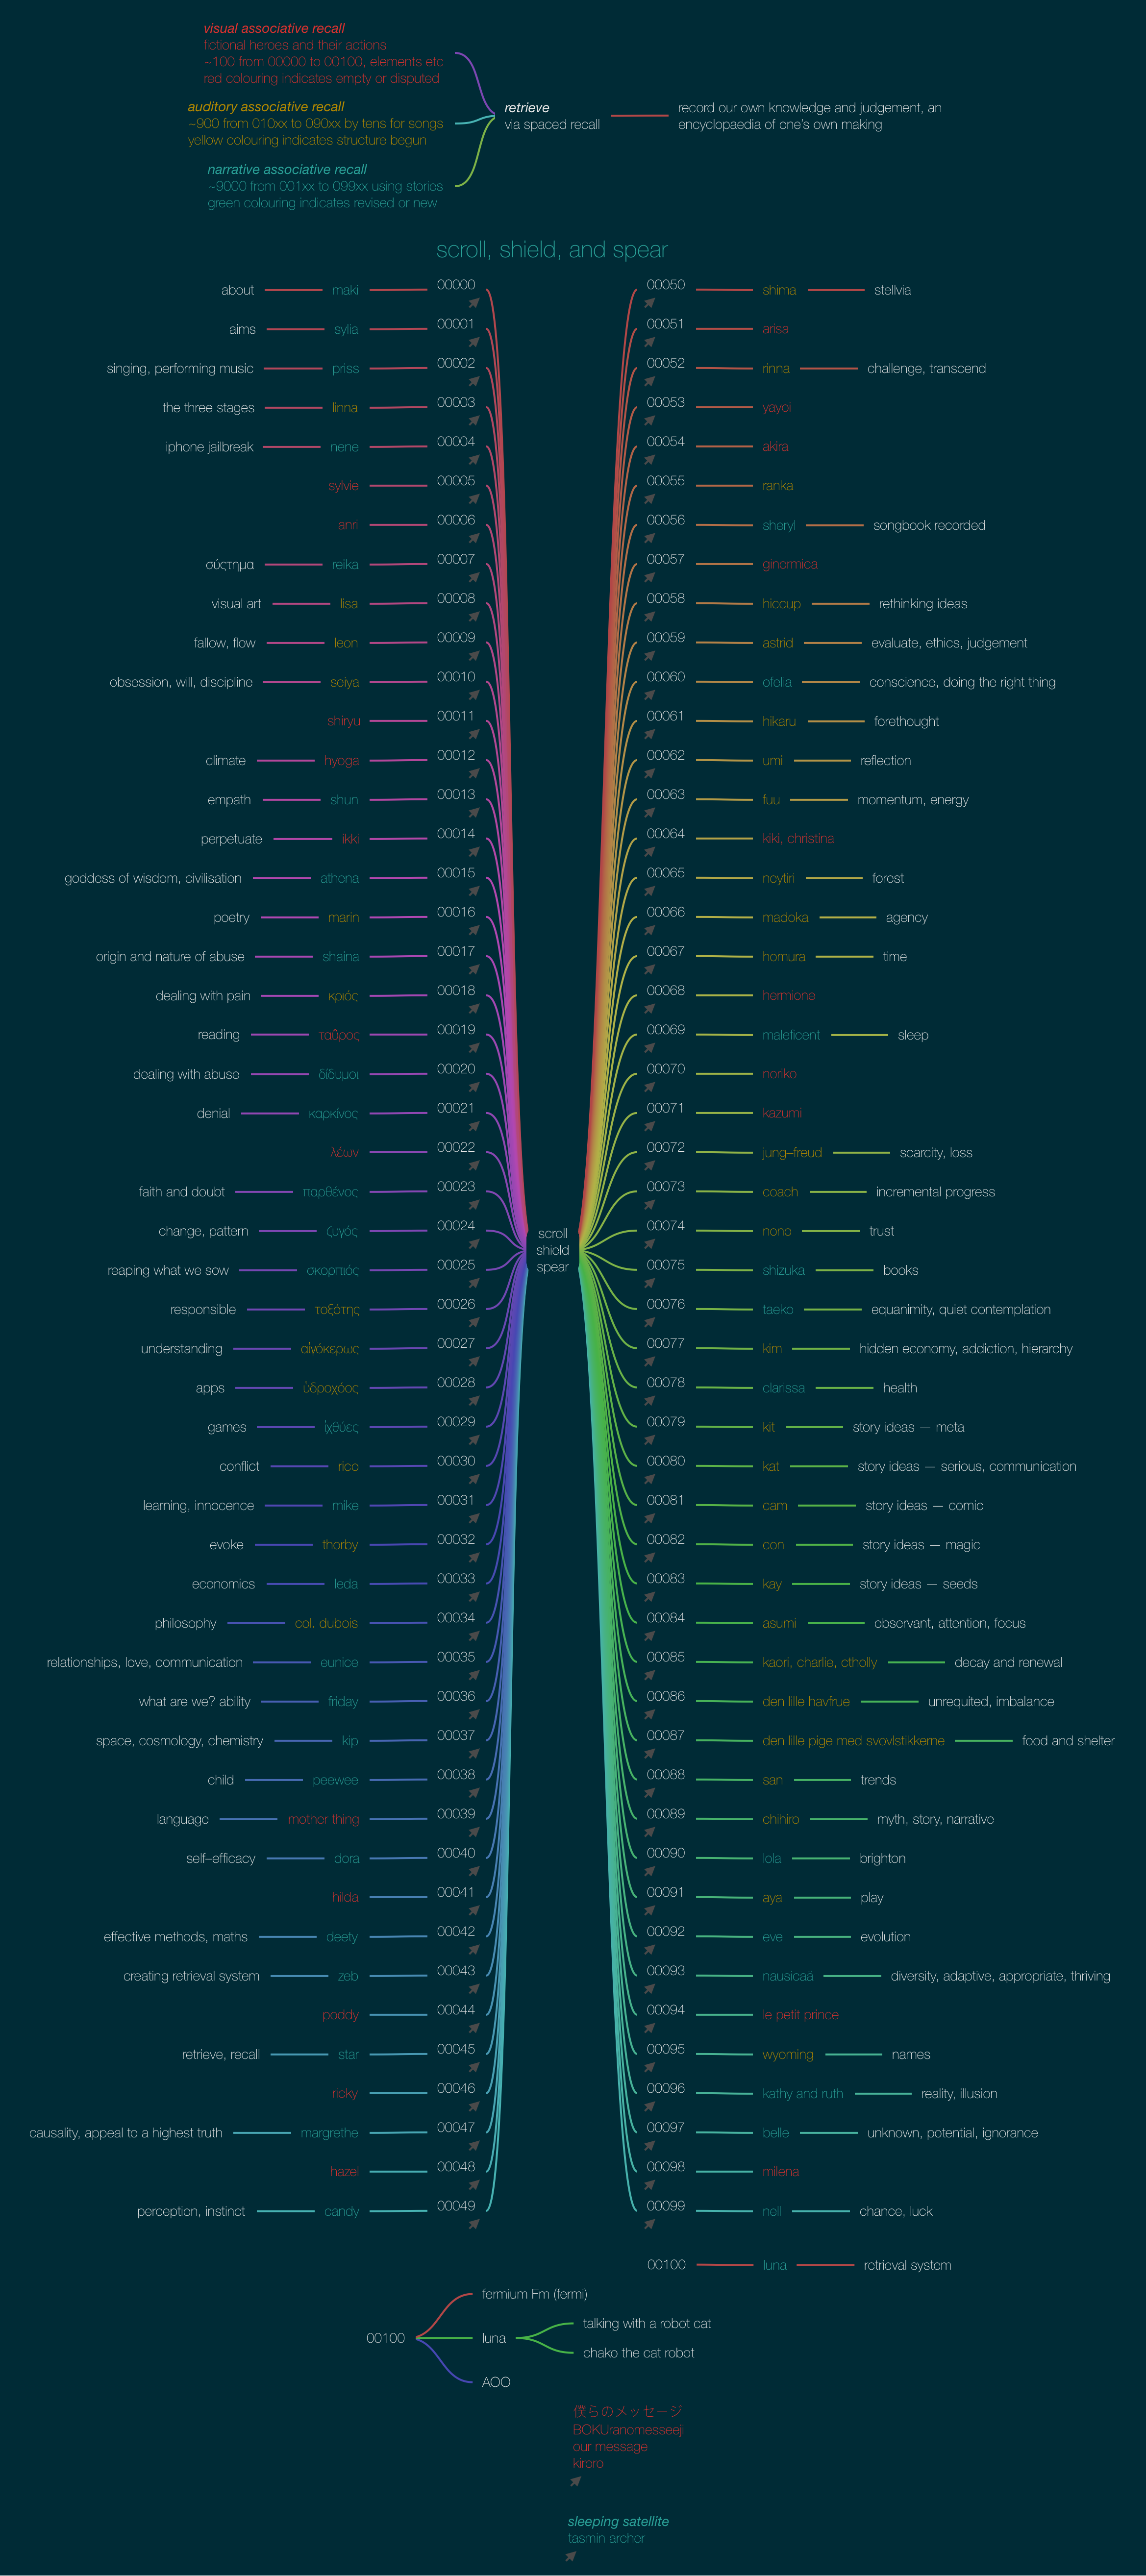 visual associative recall
fictional heroes and their actions
~100 from 00000 to 00100, elements etc
red colouring indicates empty or disputed
auditory associative recall
~900 from 010xx to 090xx by tens for songs
yellow colouring indicates structure begun
narrative associative recall
~9000 from 001xx to 099xx using stories
green colouring indicates revised or new
retrieve
via spaced recall
record our own knowledge and judgement, an
encyclopaedia of one's own making
scroll, shield, and spear
about maki 00000
aims sylia 00001
singing, performing music priss 00002
the three stages linna 00003
iphone jailbreak nene 00004
sylvie 00005
anri 00006
σύςτημα reika 00007
visual art lisa 00008
fallow, flow leon 00009
obsession, will, discipline seiya 00010
shiryu 00011
climate hyoga 00012
empath shun 00013
perpetuate ikki 00014
goddess of wisdom, civilisation athena 00015
poetry marin 00016
origin and nature of abuse shaina 00017
dealing with pain κριός 00018
reading ταῦρος 00019
dealing with abuse δίδυμοι 00020
denial καρκίνος 00021
λέων 00022
faith and doubt παρθένος 00023
change, pattern ζυγός 00024
reaping what we sow σκορπιός 00025
responsible τοξότης 00026
understanding αἰγόκερως 00027
apps ὑδροχόος 00028
games ἰχθύες 00029
conflict rico 00030
learning, innocence mike 00031
evoke thorby 00032
economics leda 00033
philosophy col. dubois 00034
relationships, love, communication eunice 00035
what are we? ability friday 00036
space, cosmology, chemistry kip 00037
child peewee 00038
language mother thing 00039
self–efficacy dora 00040
hilda 00041
effective methods, maths deety 00042
creating retrieval system zeb 00043
poddy 00044
retrieve, recall star 00045
ricky 00046
causality, appeal to a highest truth margrethe 00047
hazel 00048
perception, instinct candy 00049
scroll
shield
spear
00050 shima stellvia
00051 arisa
00052 rinna challenge, transcend
00053 yayoi
00054 akira
00055 ranka
00056 sheryl songbook recorded
00057 ginormica
00058 hiccup rethinking ideas
00059 astrid evaluate, ethics, judgement
00060 ofelia conscience, doing the right thing
00061 hikaru forethought
00062 umi reflection
00063 fuu momentum, energy
00064 kiki, christina
00065 neytiri forest
00066 madoka agency
00067 homura time
00068 hermione
00069 maleficent sleep
00070 noriko
00071 kazumi
00072 jung–freud scarcity, loss
00073 coach incremental progress
00074 nono trust
00075 shizuka books
00076 taeko equanimity, quiet contemplation
00077 kim hidden economy, addiction, hierarchy
00078 clarissa health
00079 kit story ideas — meta
00080 kat story ideas — serious, communication
00081 cam story ideas — comic
00082 con story ideas — magic
00083 kay story ideas — seeds
00084 asumi observant, attention, focus
00085 kaori, charlie, ctholly decay and renewal
00086 den lille havfrue unrequited, imbalance
00087 den lille pige med svovlstikkerne food and shelter
00088 san trends
00089 chihiro myth, story, narrative
00090 lola brighton
00091 aya play
00092 eve evolution
00093 nausicaä diversity, adaptive, appropriate, thriving
00094 le petit prince
00095 wyoming names
00096 kathy and ruth reality, illusion
00097 belle unknown, potential, ignorance
00098 milena
00099 nell chance, luck
00100 luna retrieval system
fermium Fm (fermi)
00100 luna
talking with a robot cat
chako the cat robot
AOO
僕らのメッセージ
BOKUranomesseeji
our message
kiroro
sleeping satellite
tasmin archer